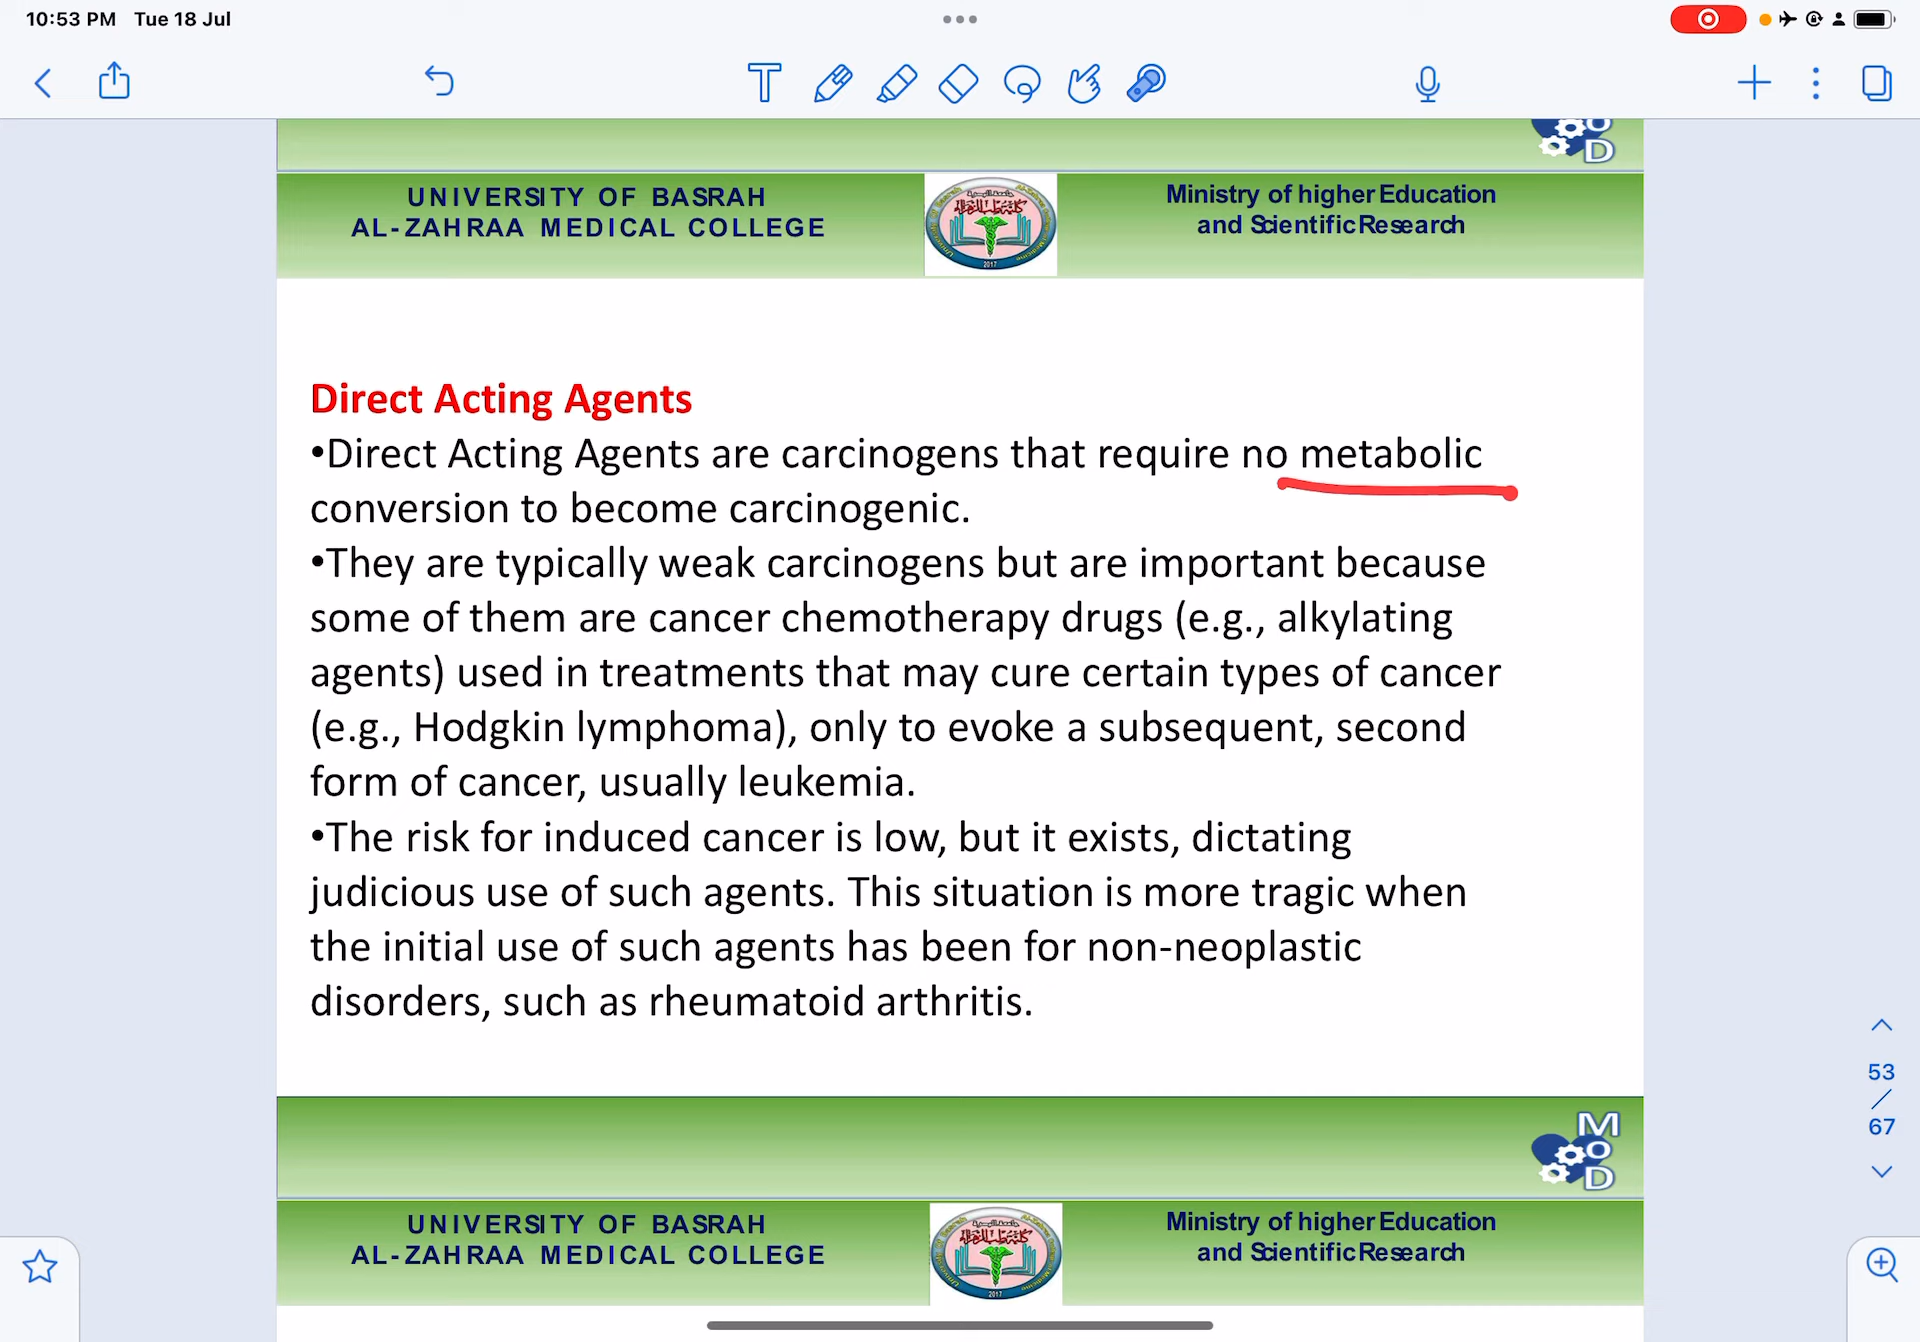 10:53 PM Tue 18 Jul
O
D
UNIVERSITY OF BASRAH
AL-ZAHRAA MEDICAL COLLEGE
2017
Ministry of higher Education
and Scientific Research
Direct Acting Agents
•Direct Acting Agents are carcinogens that require no metabolic
conversion to become carcinogenic.
•They are typically weak carcinogens but are important because
some of them are cancer chemotherapy drugs (e.g., alkylating
agents) used in treatments that may cure certain types of cancer
(e.g., Hodgkin lymphoma), only to evoke a subsequent, second
form of cancer, usually leukemia.
•The risk for induced cancer is low, but it exists, dictating
judicious use of such agents. This situation is more tragic when
the initial use of such agents has been for non-neoplastic
disorders, such as rheumatoid arthritis.
53
/
67
M
O
D
UNIVERSITY OF BASRAH
AL-ZAHRAA MEDICAL COLLEGE
2017
Ministry of higher Education
and Scientific Research